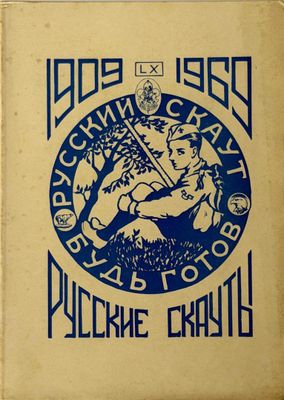 1909 LX 1969
РУССКИЙ СКАУТ
БУДЬ ГОТОВ
РУССКИЕ СКАУТЫ